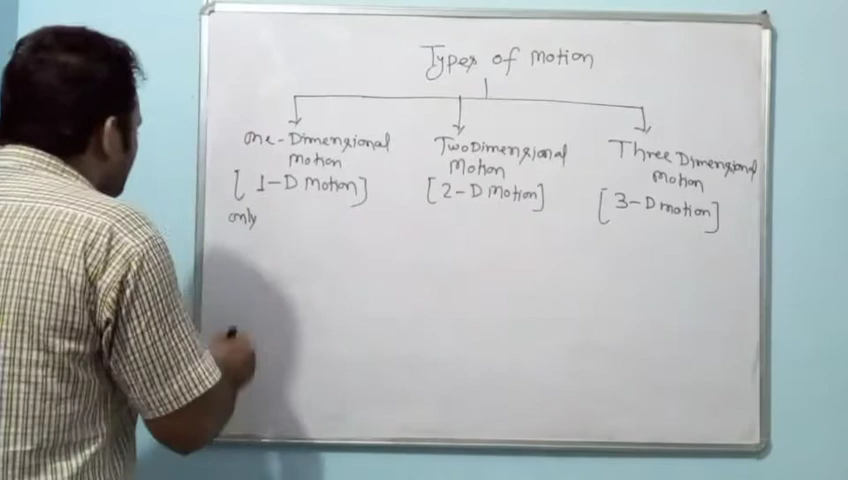 Types of Motion
One-Dimensional
Motion
[1-D Motion]
only
Two Dimensional
Motion
[2-D Motion]
Three Dimensional
Motion
[3-D motion]